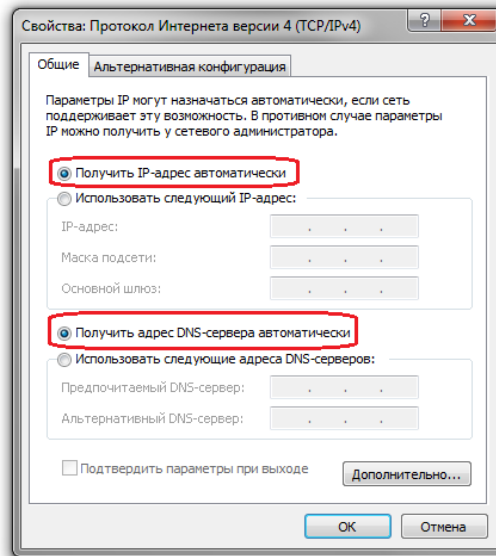 Свойства: Протокол Интернета версии 4 (TCP/IPv4)
Общие
Альтернативная конфигурация
Параметры IP могут назначаться автоматически, если сеть
поддерживает эту возможность. В противном случае параметры
IP можно получить у сетевого администратора.
Получить IP-адрес автоматически
Использовать следующий IP-адрес:
IP-адрес:
Маска подсети:
Основной шлюз:
Получить адрес DNS-сервера автоматически
Использовать следующие адреса DNS-серверов:
Предпочитаемый DNS-сервер:
Альтернативный DNS-сервер:
Подтвердить параметры при выходе
Дополнительно...
ОК
Отмена